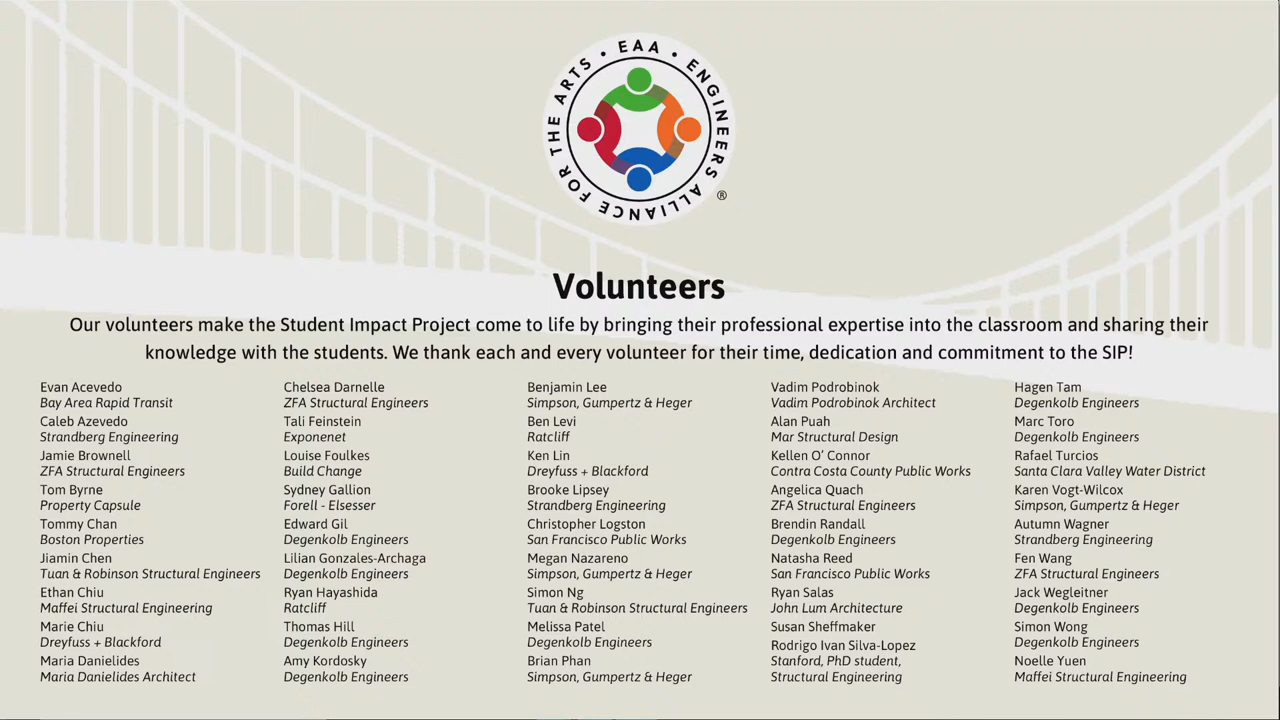 EAA • ENGINEERS ALLIANCE FOR THE ARTS •
®
Volunteers
Our volunteers make the Student Impact Project come to life by bringing their professional expertise into the classroom and sharing their
knowledge with the students. We thank each and every volunteer for their time, dedication and commitment to the SIP!
Evan Acevedo
Bay Area Rapid Transit
Caleb Azevedo
Strandberg Engineering
Jamie Brownell
ZFA Structural Engineers
Tom Byrne
Property Capsule
Tommy Chan
Boston Properties
Jiamin Chen
Tuan & Robinson Structural Engineers
Ethan Chiu
Maffei Structural Engineering
Marie Chiu
Dreyfuss + Blackford
Maria Danielides
Maria Danielides Architect
Chelsea Darnelle
ZFA Structural Engineers
Tali Feinstein
Exponenet
Louise Foulkes
Build Change
Sydney Gallion
Forell - Elsesser
Edward Gil
Degenkolb Engineers
Lilian Gonzales-Archaga
Degenkolb Engineers
Ryan Hayashida
Ratcliff
Thomas Hill
Degenkolb Engineers
Amy Kordosky
Degenkolb Engineers
Benjamin Lee
Simpson, Gumpertz & Heger
Ben Levi
Ratcliff
Ken Lin
Dreyfuss + Blackford
Brooke Lipsey
Strandberg Engineering
Christopher Logston
San Francisco Public Works
Megan Nazareno
Simpson, Gumpertz & Heger
Simon Ng
Tuan & Robinson Structural Engineers
Melissa Patel
Degenkolb Engineers
Brian Phan
Simpson, Gumpertz & Heger
Vadim Podrobinok
Vadim Podrobinok Architect
Alan Puah
Mar Structural Design
Kellen O’ Connor
Contra Costa County Public Works
Angelica Quach
ZFA Structural Engineers
Brendin Randall
Degenkolb Engineers
Natasha Reed
San Francisco Public Works
Ryan Salas
John Lum Architecture
Susan Sheffmaker
Rodrigo Ivan Silva-Lopez
Stanford, PhD student,
Structural Engineering
Hagen Tam
Degenkolb Engineers
Marc Toro
Degenkolb Engineers
Rafael Turcios
Santa Clara Valley Water District
Karen Vogt-Wilcox
Simpson, Gumpertz & Heger
Autumn Wagner
Strandberg Engineering
Fen Wang
ZFA Structural Engineers
Jack Wegleitner
Degenkolb Engineers
Simon Wong
Degenkolb Engineers
Noelle Yuen
Maffei Structural Engineering